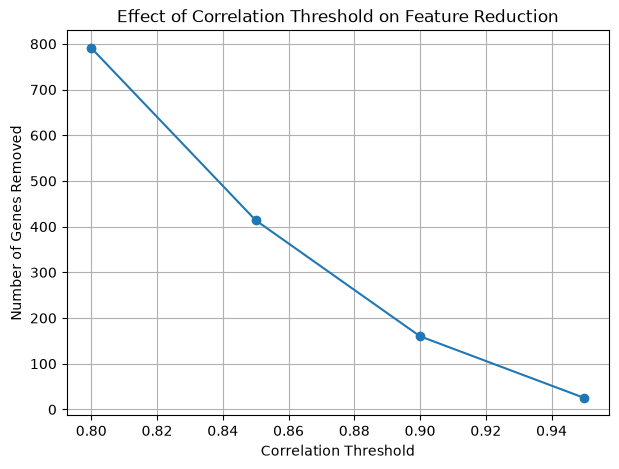 Effect of Correlation Threshold on Feature Reduction
800
700
600
500
400
300
200
100
0
Number of Genes Removed
0.80 0.82 0.84 0.86 0.88 0.90 0.92 0.94
Correlation Threshold